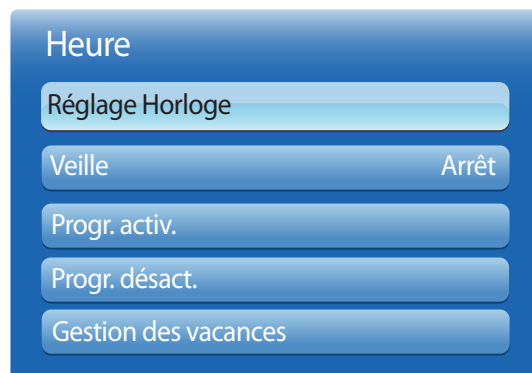 Heure
Réglage Horloge
Veille Arrêt
Progr. activ.
Progr. désact.
Gestion des vacances